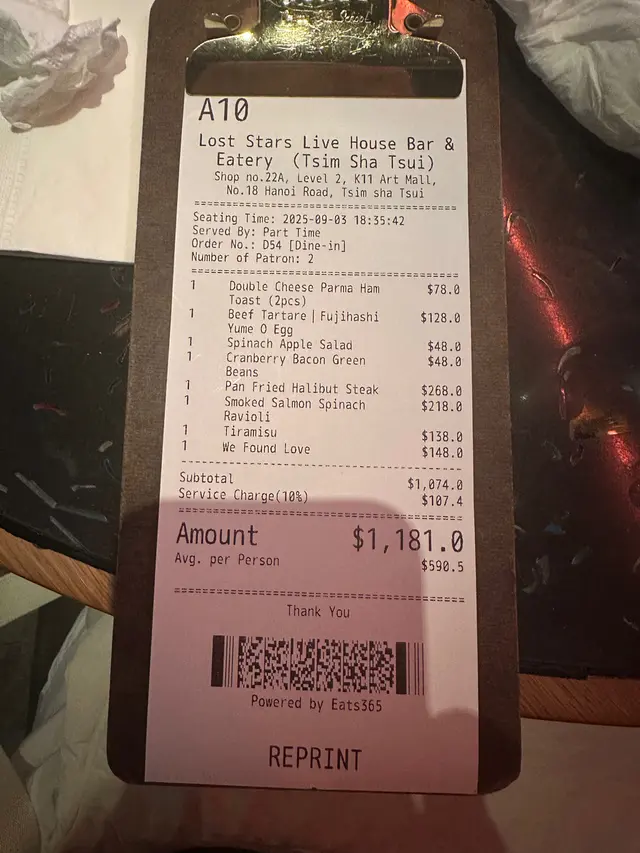 A10
Lost Stars Live House Bar &
Eatery (Tsim Sha Tsui)
Shop no.22A, Level 2, K11 Art Mall,
No.18 Hanoi Road, Tsim sha Tsui
Seating Time: 2025-09-03 18:35:42
Served By: Part Time
Order No.: D54 [Dine-in]
Number of Patron: 2
1 Double Cheese Parma Ham $78.0
Toast (2pcs)
1 Beef Tartare | Fujihashi $128.0
Yume O Egg
1 Spinach Apple Salad $48.0
1 Cranberry Bacon Green $48.0
Beans
1 Pan Fried Halibut Steak $268.0
1 Smoked Salmon Spinach $218.0
Ravioli
1 Tiramisu $138.0
1 We Found Love $148.0
Subtotal $1,074.0
Service Charge(10%) $107.4
Amount $1,181.0
Avg. per Person $590.5
Thank You
Powered by Eats365
REPRINT